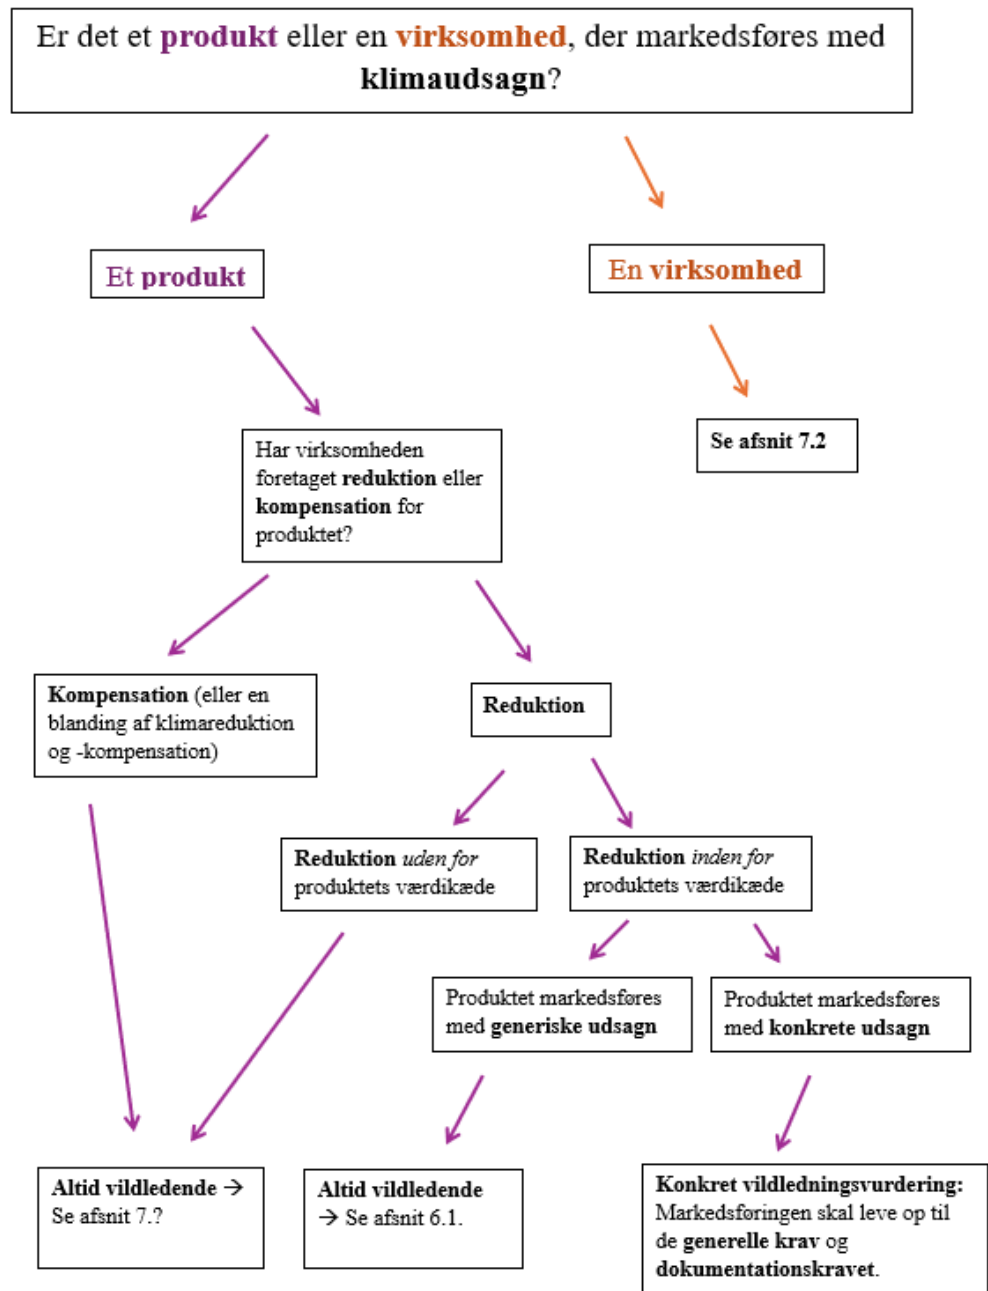 Er det et produkt eller en virksomhed, der markedsføres med
klimaudsagn?
Et produkt
En virksomhed
Se afsnit 7.2
Har virksomheden
foretaget reduktion eller
kompensation for
produktet?
Kompensation (eller en
blanding af klimareduktion
og -kompensation)
Reduktion
Reduktion uden for
produktets værdikæde
Reduktion inden for
produktets værdikæde
Produktet markedsføres
med generiske udsagn
Produktet markedsføres
med konkrete udsagn
Altid vildledende →
Se afsnit 7.?
Altid vildledende
→ Se afsnit 6.1.
Konkret vildledningsvurdering:
Markedsføringen skal leve op til
de generelle krav og
dokumentationskravet.